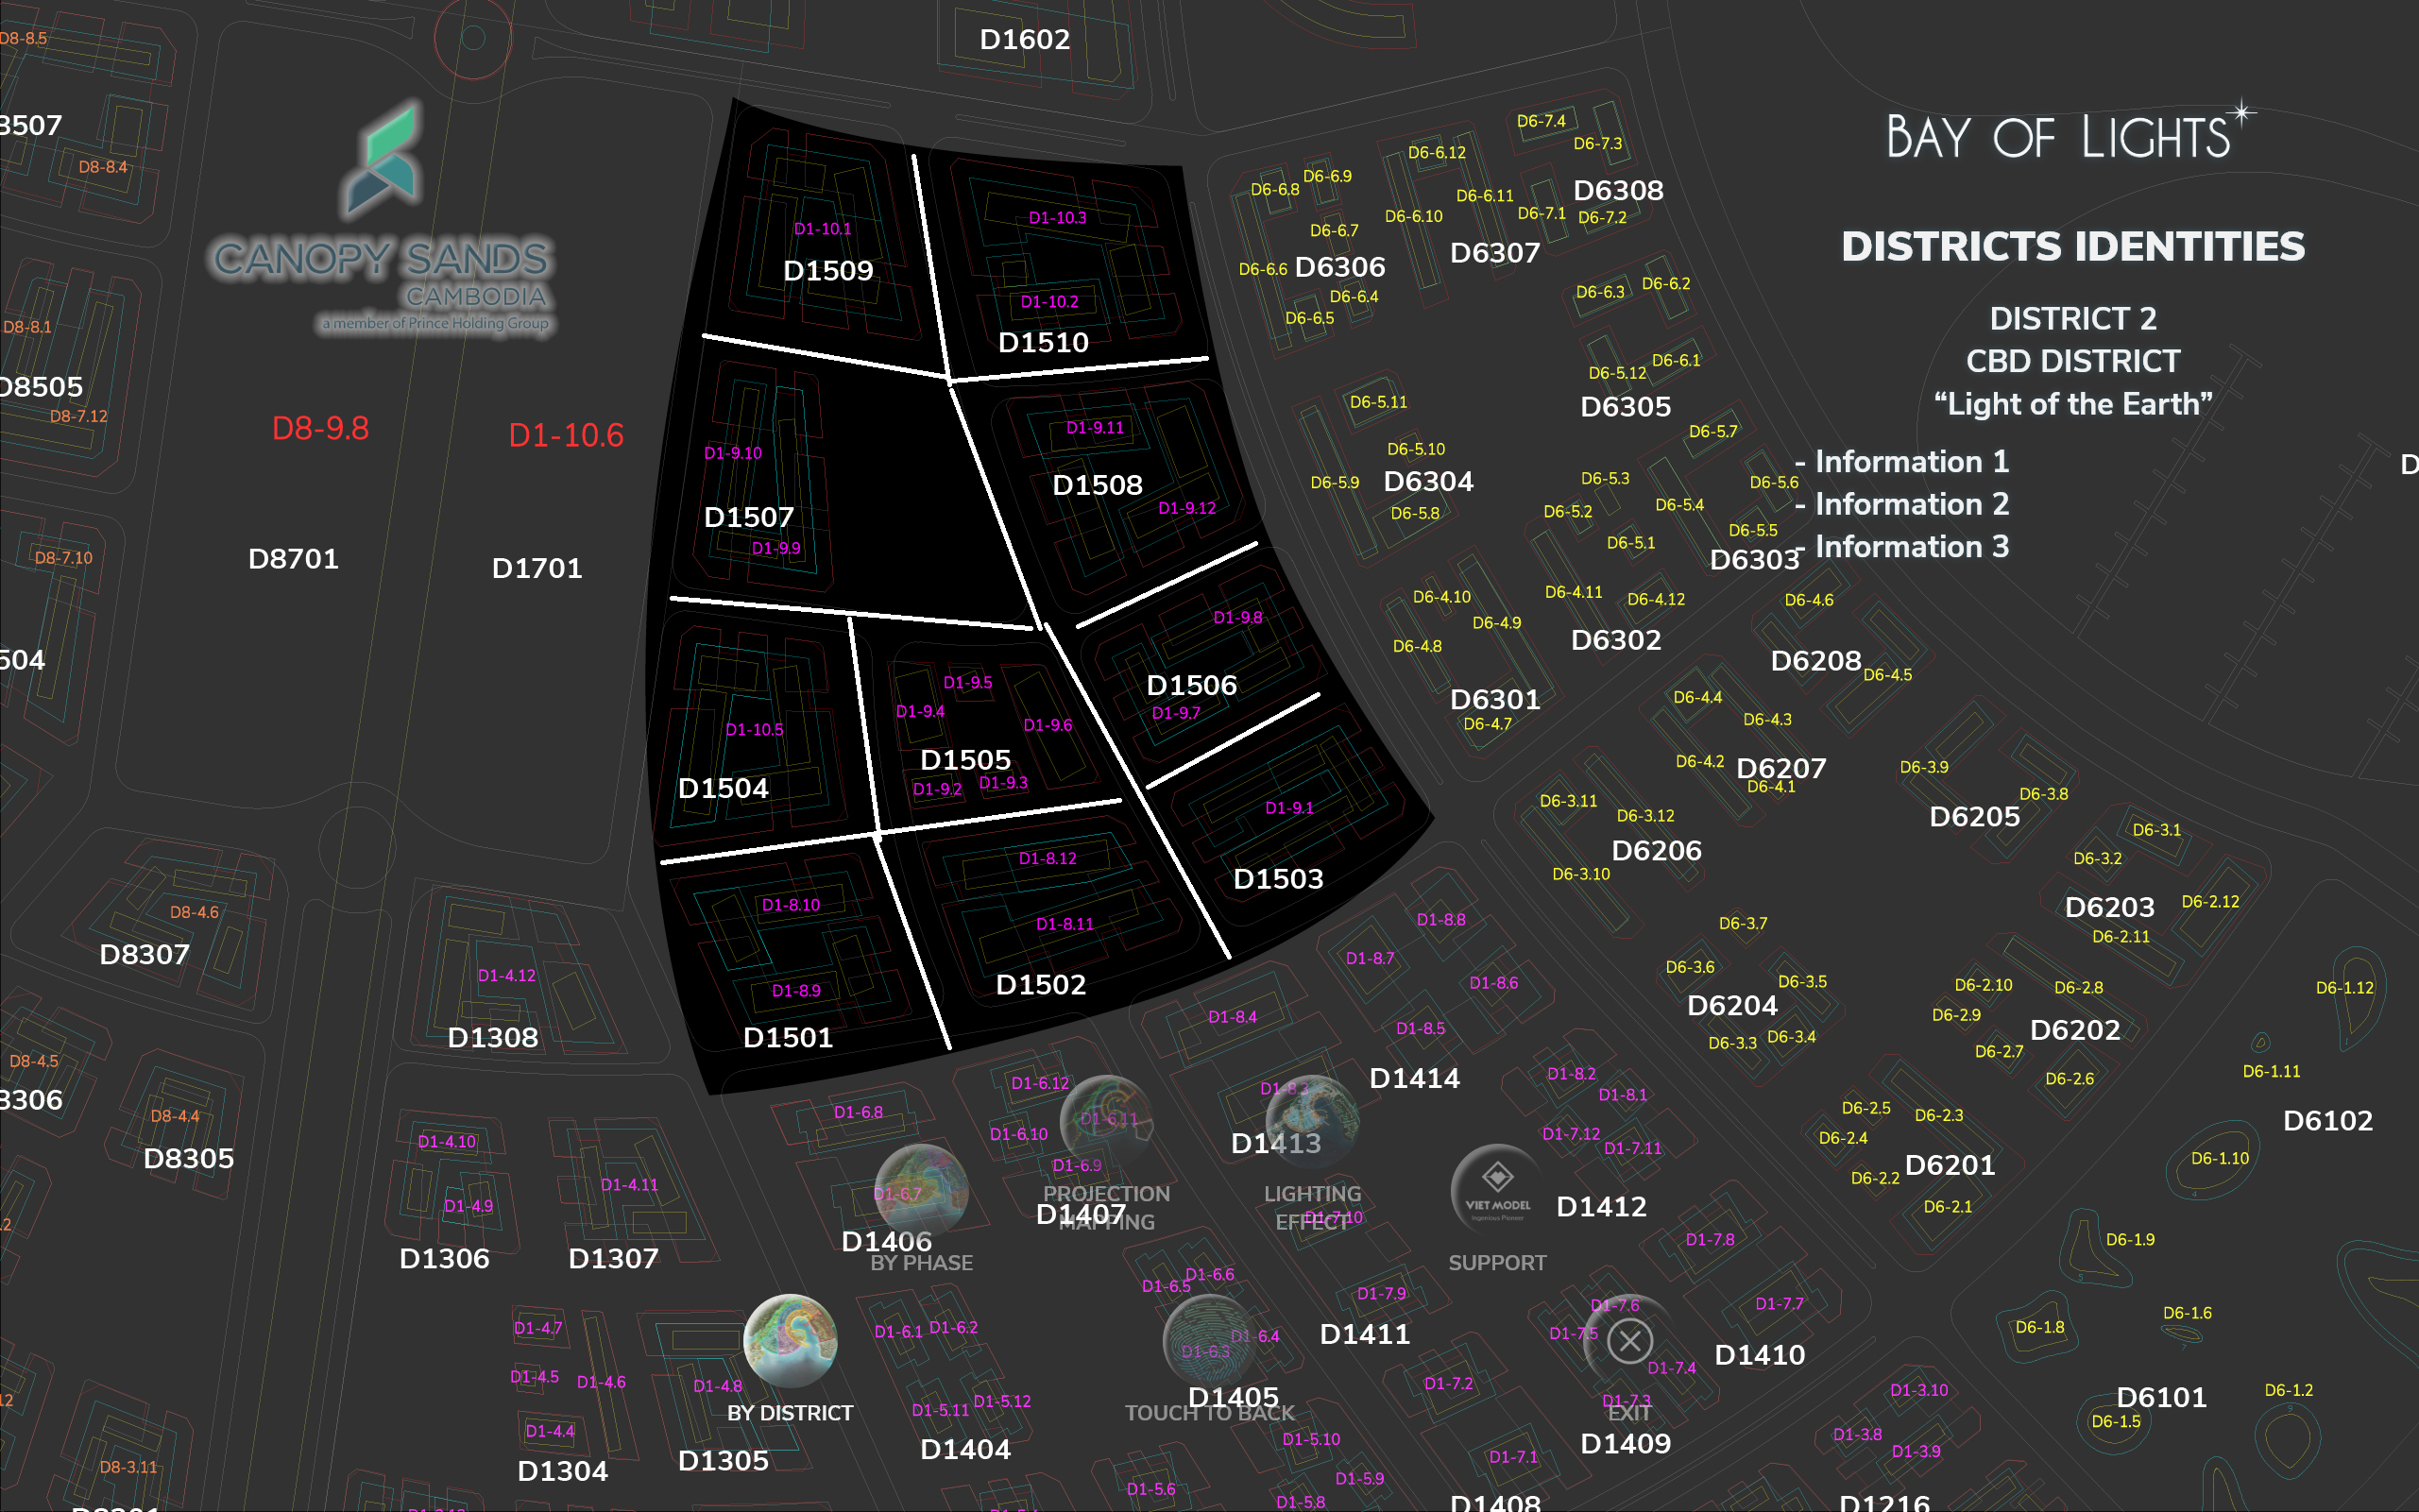 BAY OF LIGHTS
DISTRICTS IDENTITIES
DISTRICT 2
CBD DISTRICT
“Light of the Earth”
- Information 1
- Information 2
- Information 3
CANOPY SANDS
CAMBODIA
a member of Prince Holding Group
D8-8.5
D8-8.4
D8-8.1
D8505
D8-7.12
D8-7.10
D8-9.8
D1-10.6
D8701
D1701
D1602
D1-10.1
D1509
D1-10.3
D1-10.2
D1510
D1-9.10
D1507
D1-9.9
D1-9.11
D1508
D1-9.12
D1-9.8
D1506
D1-9.7
D1-10.5
D1504
D1-9.5
D1-9.4
D1-9.6
D1505
D1-9.2
D1-9.3
D1-9.1
D1503
D1-8.12
D1-8.11
D1502
D1-8.10
D1-8.9
D1501
D6-7.4
D6-7.3
D6308
D6-7.1
D6-7.2
D6-6.12
D6-6.11
D6-6.10
D6307
D6-6.9
D6-6.8
D6-6.7
D6306
D6-6.6
D6-6.4
D6-6.5
D6-6.3
D6-6.2
D6-6.1
D6-5.12
D6305
D6-5.11
D6-5.10
D6304
D6-5.9
D6-5.8
D6-5.7
D6-5.6
D6-5.4
D6-5.5
D6303
D6-5.3
D6-5.2
D6-5.1
D6-4.11
D6-4.12
D6302
D6-4.10
D6-4.9
D6-4.8
D6301
D6-4.7
D6-4.6
D6208
D6-4.5
D6-4.4
D6-4.3
D6-4.2
D6207
D6-4.1
D6-3.9
D6-3.8
D6205
D6-3.11
D6-3.12
D6206
D6-3.10
D6-3.1
D6-3.2
D6203
D6-2.12
D6-2.11
D6-3.7
D6-3.6
D6-3.5
D6204
D6-3.3
D6-3.4
D6-2.10
D6-2.8
D6-2.9
D6202
D6-2.7
D6-2.6
D6-1.12
D6-1.11
D6102
D6-2.5
D6-2.3
D6-2.4
D6201
D6-2.2
D6-2.1
D6-1.10
D6-1.9
D6-1.8
D6-1.6
D6-1.2
D6101
D6-1.5
D8-4.6
D8307
D8-4.5
D8-4.4
D8305
D8-3.11
D1-4.12
D1308
D1-4.10
D1-4.9
D1306
D1-4.11
D1307
D1-4.7
D1-4.5
D1-4.6
D1-4.4
D1304
D1-4.8
D1305
D1-8.8
D1-8.7
D1-8.6
D1-8.5
D1414
D1-8.4
D1-8.3
D1413
D1-8.2
D1-8.1
D1-7.12
D1-7.11
D1412
D1-6.12
D1-6.11
D1-6.10
D1-6.9
D1407
D1-6.8
D1-6.7
D1406
D1-7.10
D1-7.9
D1411
D1-7.8
D1-7.7
D1410
D1-7.6
D1-7.5
D1-7.4
D1-7.3
D1409
D1-6.6
D1-6.5
D1-6.4
D1-6.3
D1405
D1-6.1
D1-6.2
D1-5.12
D1-5.11
D1404
D1-7.2
D1-7.1
D1408
D1-5.10
D1-5.9
D1-5.8
D1-5.6
D1-3.10
D1-3.8
D1-3.9
D1216
PROJECTION
MAPPING
LIGHTING
EFFECT
BY PHASE
VIET MODEL
Ingenious Pioneer
SUPPORT
BY DISTRICT
TOUCH TO BACK
EXIT